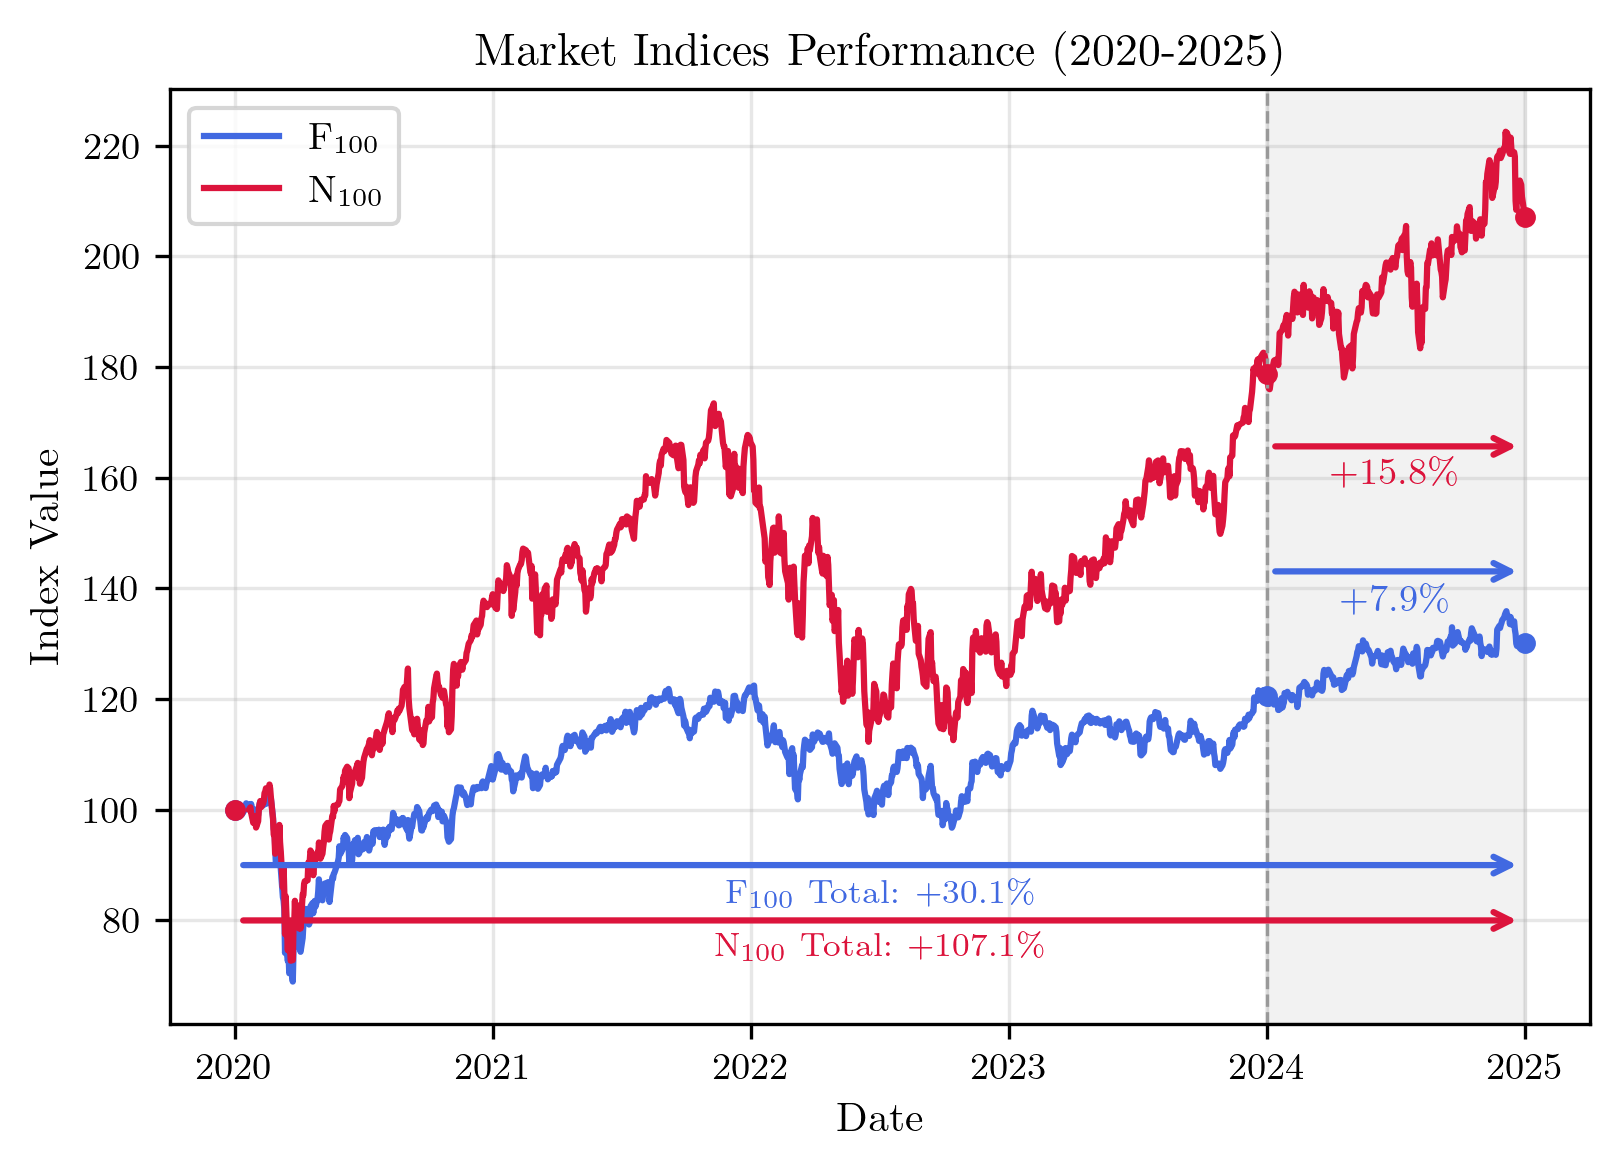 Market Indices Performance (2020-2025)
F₁₀₀
N₁₀₀
220
200
180
160
140
120
100
80
Index Value
+15.8%
+7.9%
F₁₀₀ Total: +30.1%
N₁₀₀ Total: +107.1%
2020 2021 2022 2023 2024 2025
Date